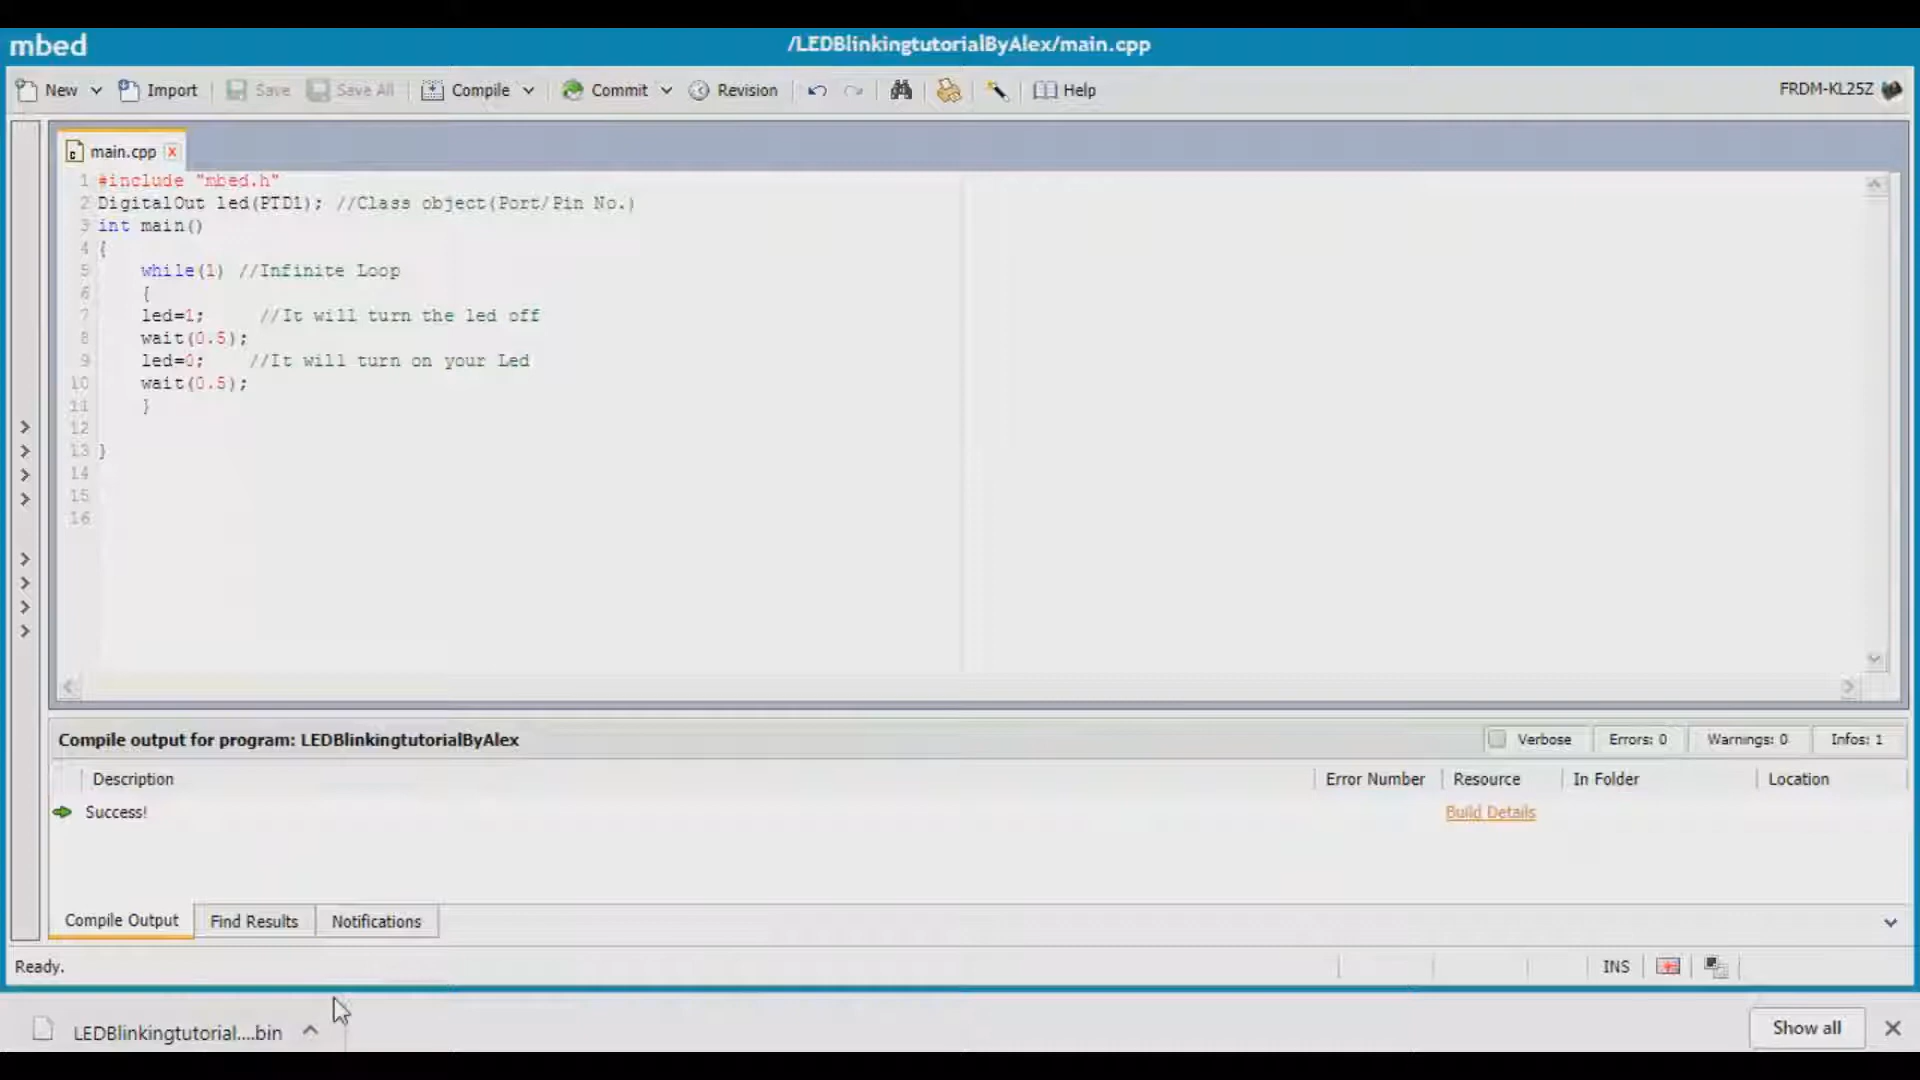 mbed
/LEDBlinkingtutorialByAlex/main.cpp
New Import Save Save All Compile Commit Revision Help FRDM-KL25Z
main.cpp
1 #include "mbed.h"
2 DigitalOut led(PTD1); //Class object(Port/Pin No.)
3 int main()
4 {
5 while(1) //Infinite Loop
6 {
7 led=1; //It will turn the led off
8 wait(0.5);
9 led=0; //It will turn on your Led
10 wait(0.5);
11 }
12
13 }
14
15
16
Compile output for program: LEDBlinkingtutorialByAlex Verbose Errors: 0 Warnings: 0 Infos: 1
Description Error Number Resource In Folder Location
Success! Build Details
Compile Output Find Results Notifications
Ready. INS
LEDBlinkingtutorial....bin Show all